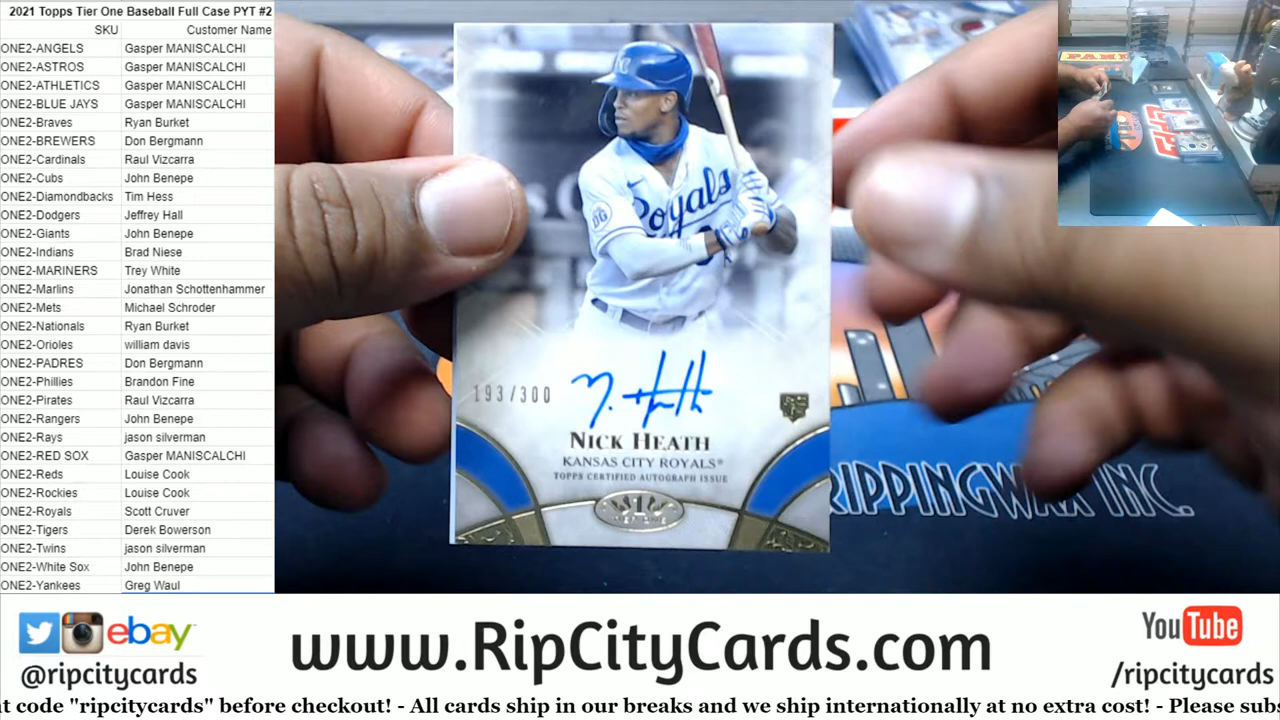 2021 Topps Tier One Baseball Full Case PYT #2
SKU Customer Name
ONE2-ANGELS Gasper MANISCALCHI
ONE2-ASTROS Gasper MANISCALCHI
ONE2-ATHLETICS Gasper MANISCALCHI
ONE2-BLUE JAYS Gasper MANISCALCHI
ONE2-Braves Ryan Burket
ONE2-BREWERS Don Bergmann
ONE2-Cardinals Raul Vizcarra
ONE2-Cubs John Benepe
ONE2-Diamondbacks Tim Hess
ONE2-Dodgers Jeffrey Hall
ONE2-Giants John Benepe
ONE2-Indians Brad Niese
ONE2-MARINERS Trey White
ONE2-Marlins Jonathan Schottenhammer
ONE2-Mets Michael Schroder
ONE2-Nationals Ryan Burket
ONE2-Orioles william davis
ONE2-PADRES Don Bergmann
ONE2-Phillies Brandon Fine
ONE2-Pirates Raul Vizcarra
ONE2-Rangers John Benepe
ONE2-Rays jason silverman
ONE2-RED SOX Gasper MANISCALCHI
ONE2-Reds Louise Cook
ONE2-Rockies Louise Cook
ONE2-Royals Scott Cruver
ONE2-Tigers Derek Bowerson
ONE2-Twins jason silverman
ONE2-White Sox John Benepe
ONE2-Yankees Greg Waul
Royals
DG
193/300
N. Heath
NICK HEATH
KANSAS CITY ROYALS®
TOPPS CERTIFIED AUTOGRAPH ISSUE
1
TIER ONE
RIPPINGWAX INC.
ebay
@ripcitycards
www.RipCityCards.com
YouTube
/ripcitycards
t code "ripcitycards" before checkout! - All cards ship in our breaks and we ship internationally at no extra cost! - Please subs